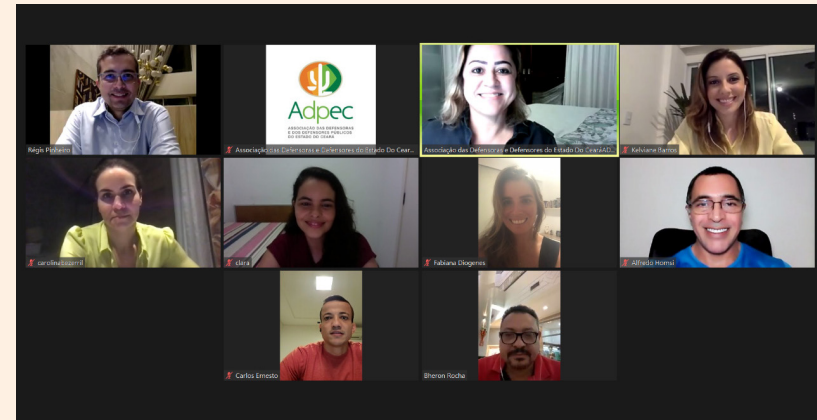 Adpec
ASSOCIAÇÃO DAS DEFENSORAS
E DOS DEFENSORES PÚBLICOS
DO ESTADO DO CEARÁ
Régis Pinheiro
Associação das Defensoras e Defensores do Estado Do Cear...
Associação das Defensoras e Defensores do Estado Do CearáAD...
Kelviane Barros
carolinabezerril
clara
Fabiana Diogenes
Alfredo Homsi
Carlos Ernesto
Bheron Rocha